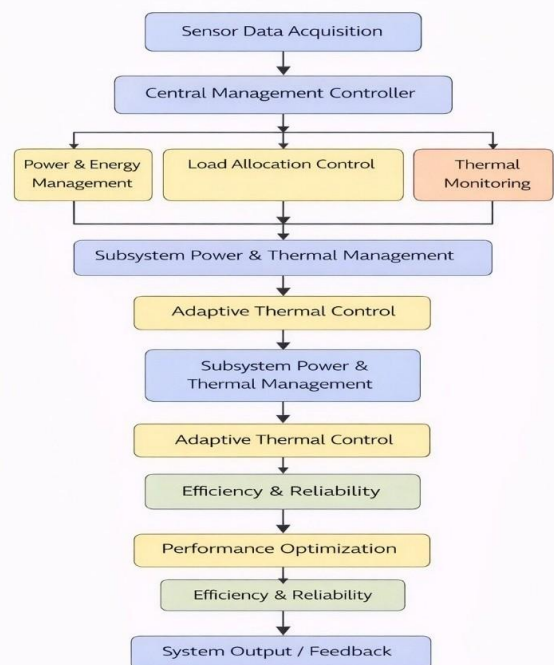 Sensor Data Acquisition
Central Management Controller
Power & Energy
Management
Load Allocation Control
Thermal
Monitoring
Subsystem Power & Thermal Management
Adaptive Thermal Control
Subsystem Power &
Thermal Management
Adaptive Thermal Control
Efficiency & Reliability
Performance Optimization
Efficiency & Reliability
System Output / Feedback